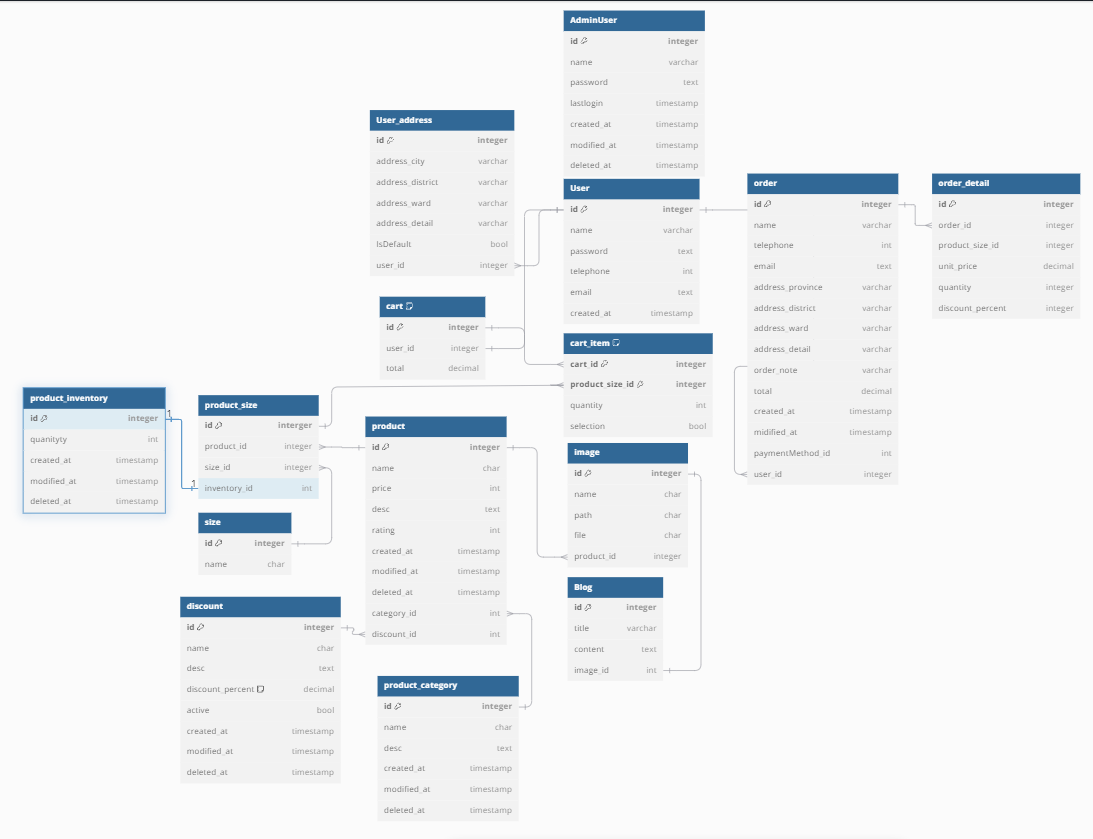 AdminUser
id integer
name varchar
password text
lastlogin timestamp
created_at timestamp
modified_at timestamp
deleted_at timestamp
User_address
id integer
address_city varchar
address_district varchar
address_ward varchar
address_detail varchar
IsDefault bool
user_id integer
User
id integer
name varchar
password text
telephone int
email text
created_at timestamp
order
id integer
name varchar
telephone int
email text
address_province varchar
address_district varchar
address_ward varchar
address_detail varchar
order_note varchar
total decimal
created_at timestamp
midified_at timestamp
paymentMethod_id int
user_id integer
order_detail
id integer
order_id integer
product_size_id integer
unit_price decimal
quantity integer
discount_percent integer
cart
id integer
user_id integer
total decimal
cart_item
cart_id integer
product_size_id integer
quantity int
selection bool
product_inventory
id integer
quanityty int
created_at timestamp
modified_at timestamp
deleted_at timestamp
1
1
product_size
id interger
product_id integer
size_id integer
inventory_id int
product
id integer
name char
price int
desc text
rating int
created_at timestamp
modified_at timestamp
deleted_at timestamp
category_id int
discount_id int
image
id integer
name char
path char
file char
product_id integer
size
id integer
name char
Blog
id integer
title varchar
content text
image_id int
discount
id integer
name char
desc text
discount_percent decimal
active bool
created_at timestamp
modified_at timestamp
deleted_at timestamp
product_category
id integer
name char
desc text
created_at timestamp
modified_at timestamp
deleted_at timestamp